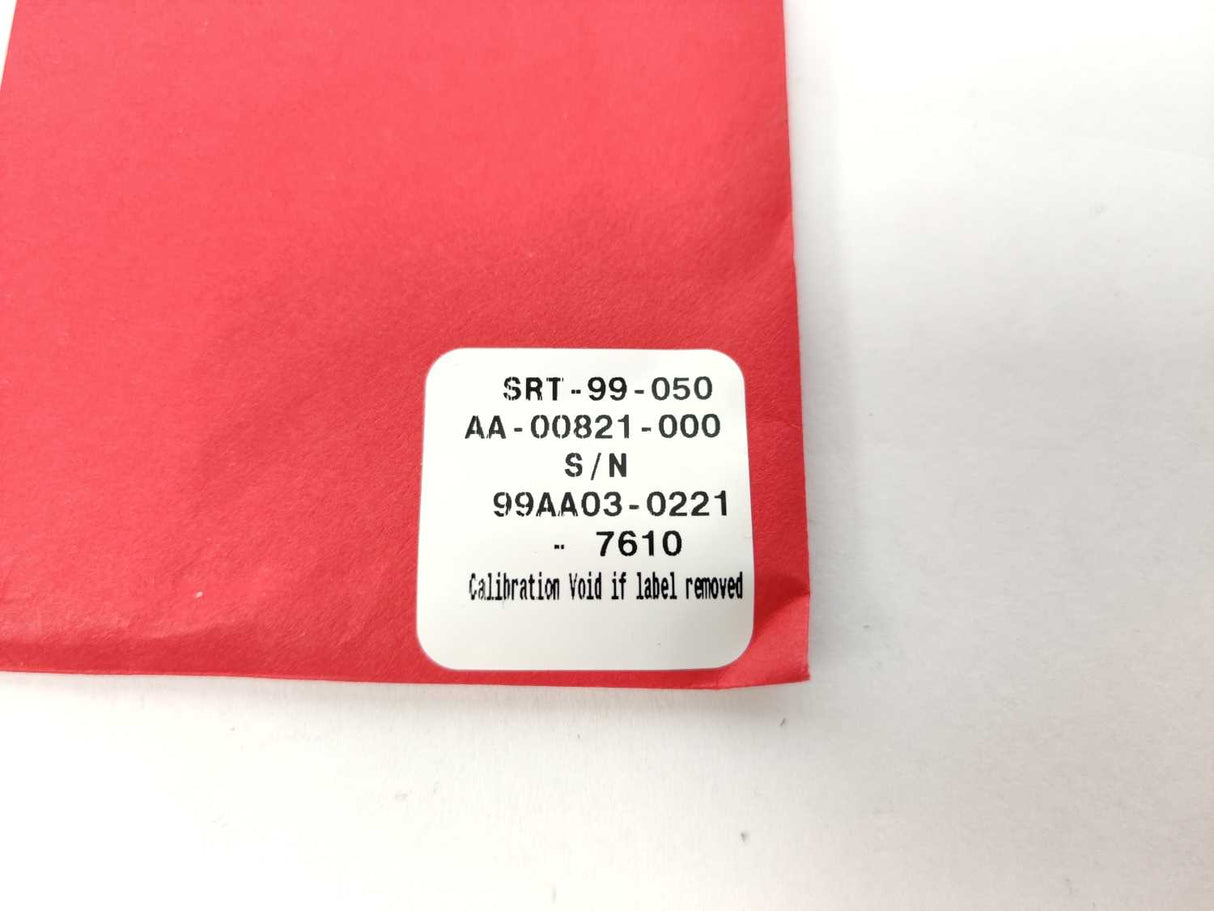 SRT-99-050
AA-00821-000
S/N
99AA03-0221
- 7610
Calibration Void if label removed